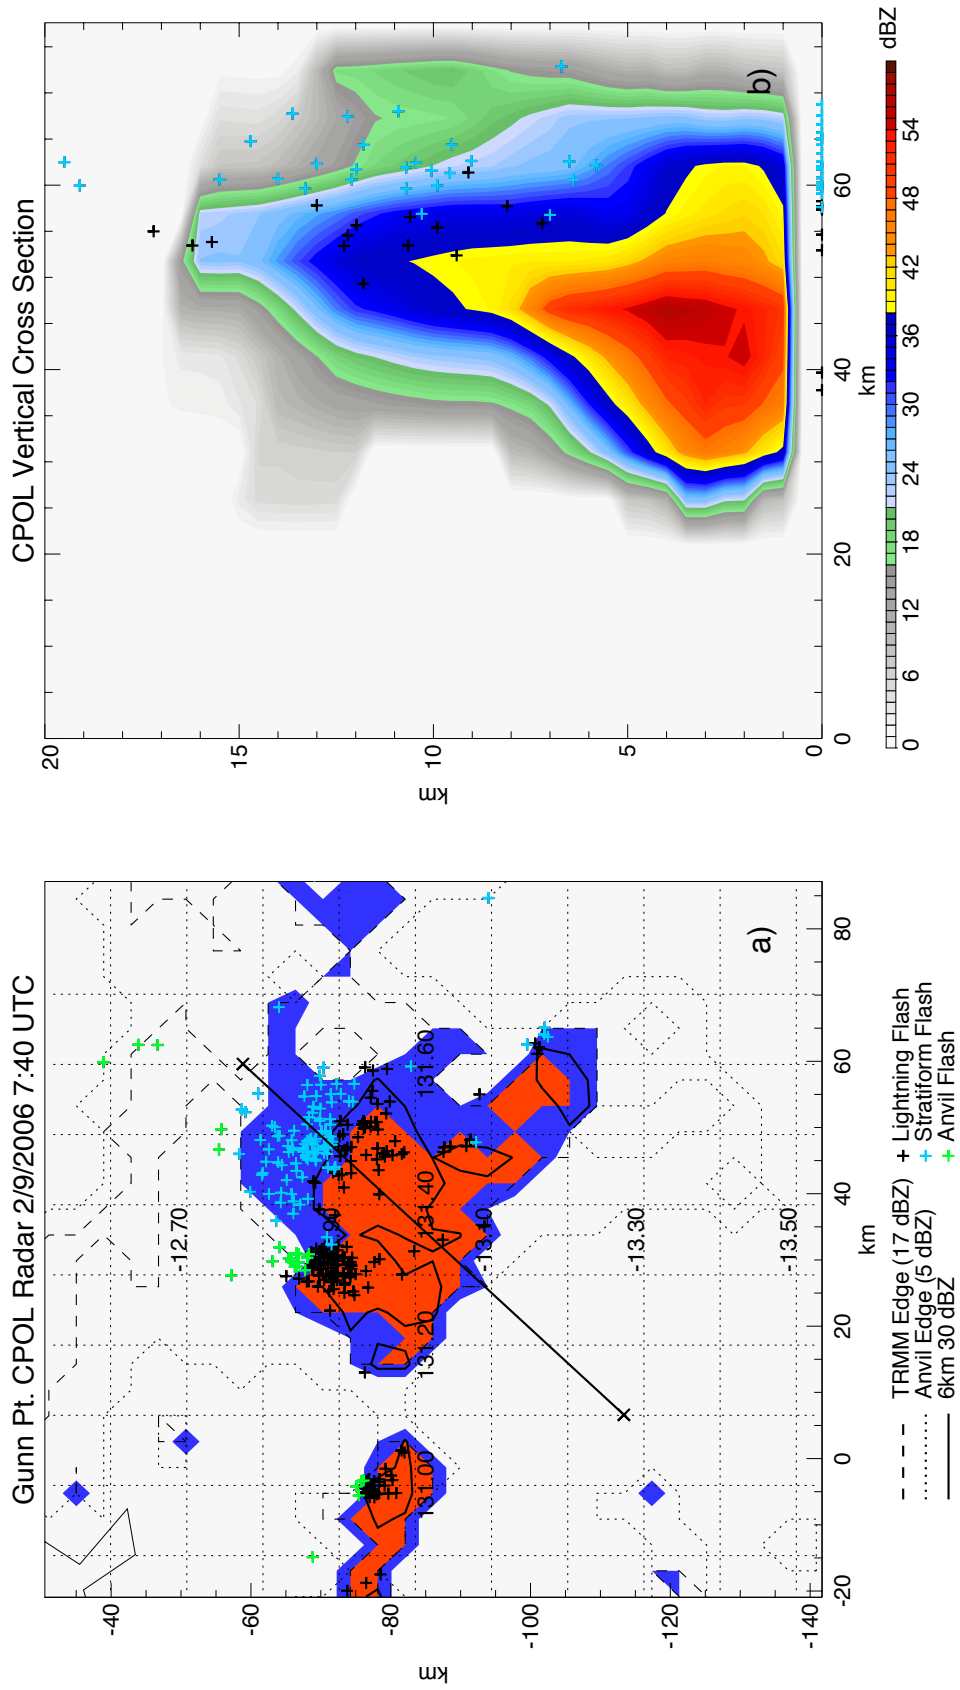 Gunn Pt. CPOL Radar 2/9/2006 7:40 UTC
-40
-60
-80
-100
-120
-140
km
-20
0
20
40
60
80
km
-12.70
-12.90
-13.10
-13.30
-13.50
131.00
131.20
131.40
131.60
a)
TRMM Edge (17 dBZ)
Anvil Edge (5 dBZ)
6km 30 dBZ
Lightning Flash
Stratiform Flash
Anvil Flash
CPOL Vertical Cross Section
20
15
10
5
0
km
0
20
40
60
km
b)
0
6
12
18
24
30
36
42
48
54
dBZ